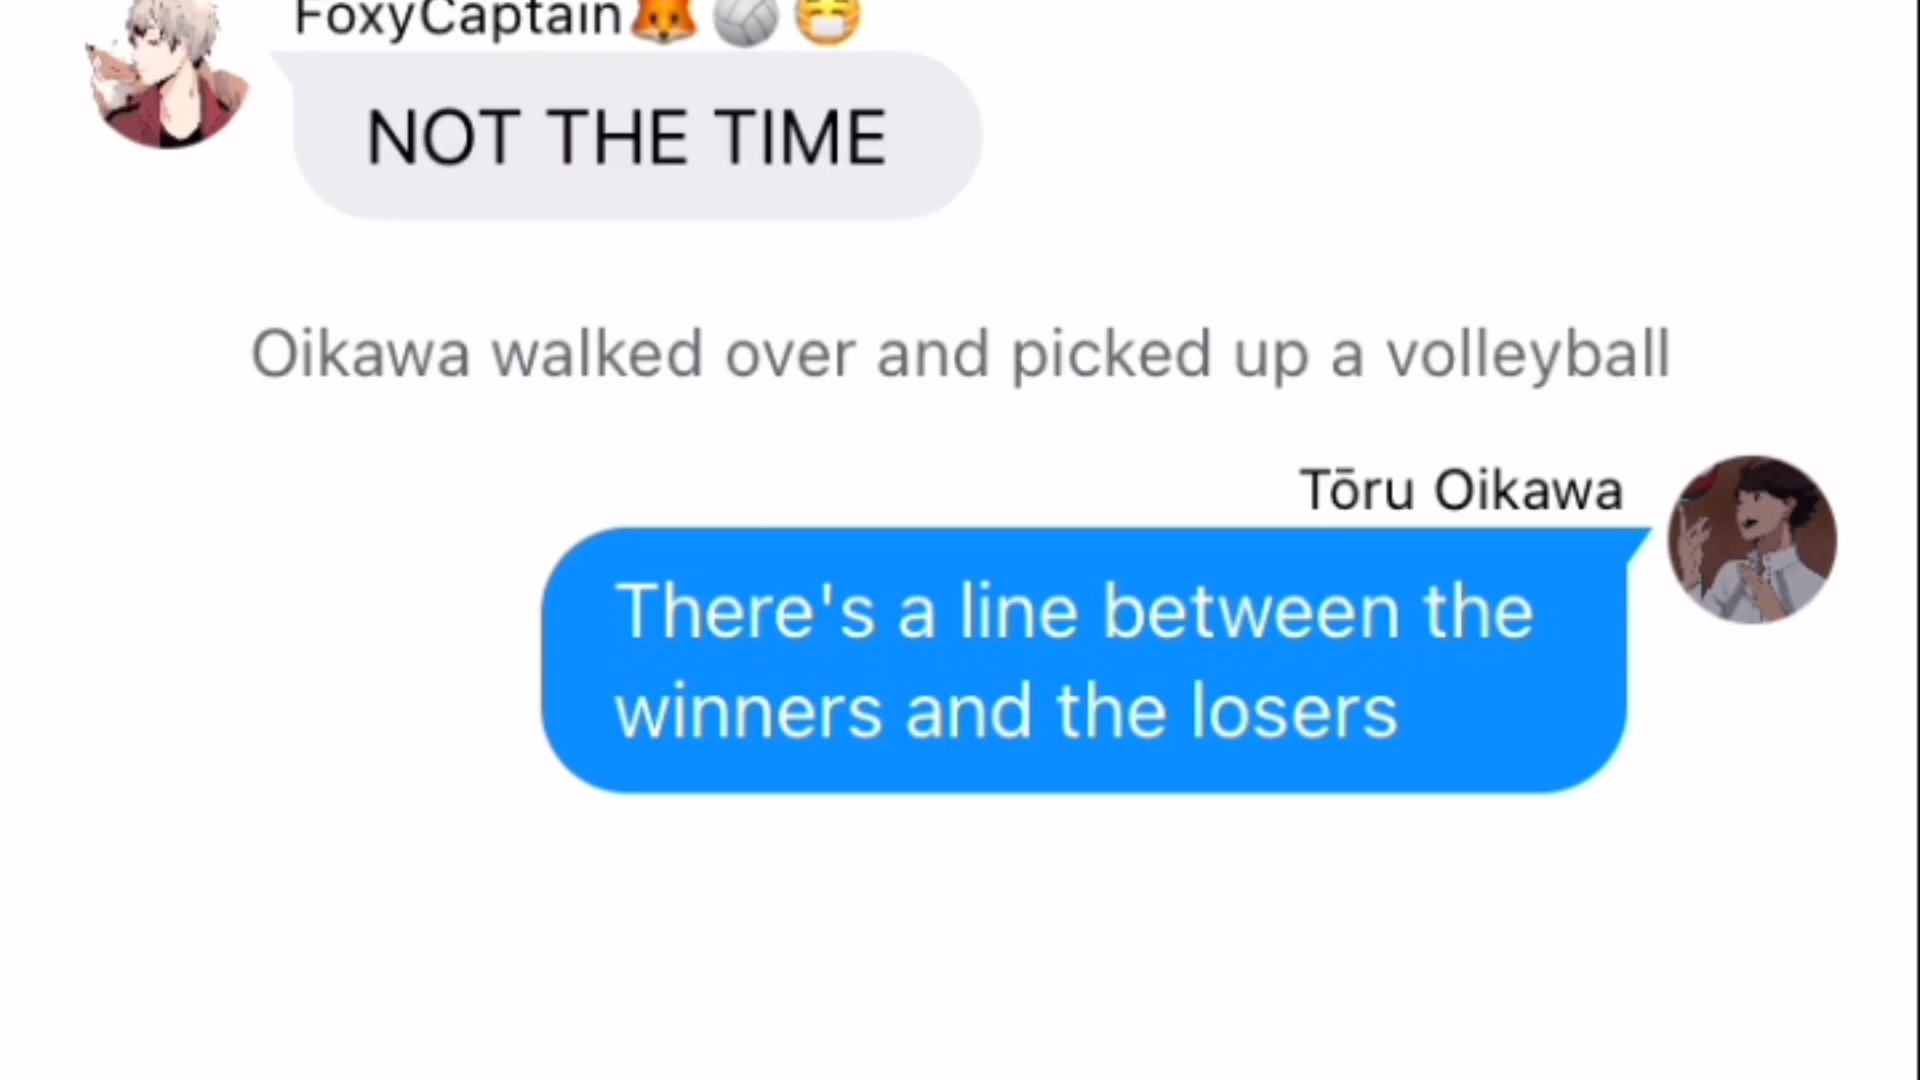 FoxyCaptain🦊🏐😷
NOT THE TIME
Oikawa walked over and picked up a volleyball
Tōru Oikawa
There's a line between the
winners and the losers